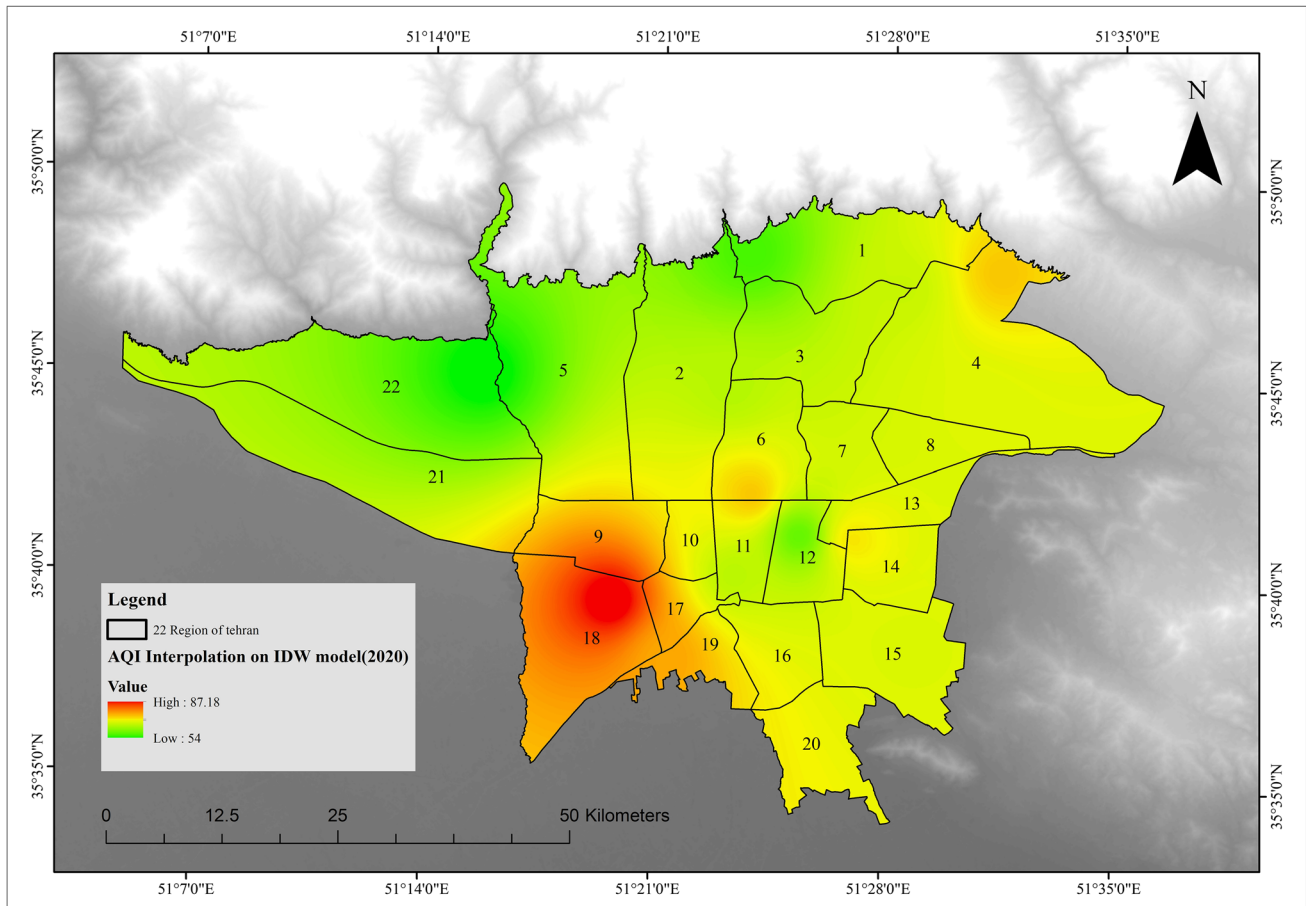 51°7'0"E 51°14'0"E 51°21'0"E 51°28'0"E 51°35'0"E
N
35°50'0"N
35°50'0"N
1
35°45'0"N
22
5
2
3
4
35°45'0"N
6
7
8
21
13
9
10
11
12
14
35°40'0"N
35°40'0"N
17
18
19
16
15
20
35°35'0"N
35°35'0"N
Legend
22 Region of tehran
AQI Interpolation on IDW model(2020)
Value
High : 87.18
Low : 54
0 12.5 25 50 Kilometers
51°7'0"E 51°14'0"E 51°21'0"E 51°28'0"E 51°35'0"E